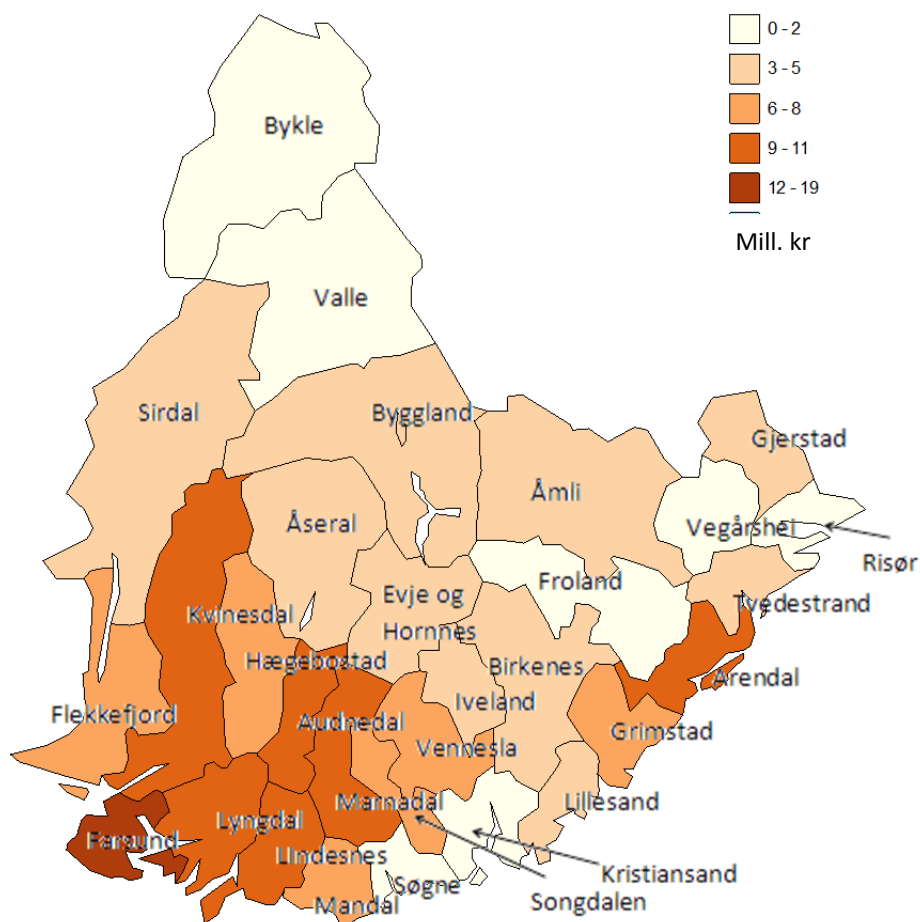 0 - 2
3 - 5
6 - 8
9 - 11
12 - 19
Mill. kr
Bykle
Valle
Sirdal
Byggland
Gjerstad
Åmli
Åseral
Vegårshei
Risør
Froland
Evje og
Hornnes
Tvedestrand
Kvinesdal
Hægebostad
Birkenes
Arendal
Iveland
Flekkefjord
Audnedal
Grimstad
Vennesla
Marnadal
Lillesand
Lyngdal
Farsund
Lindesnes
Kristiansand
Søgne
Songdalen
Mandal